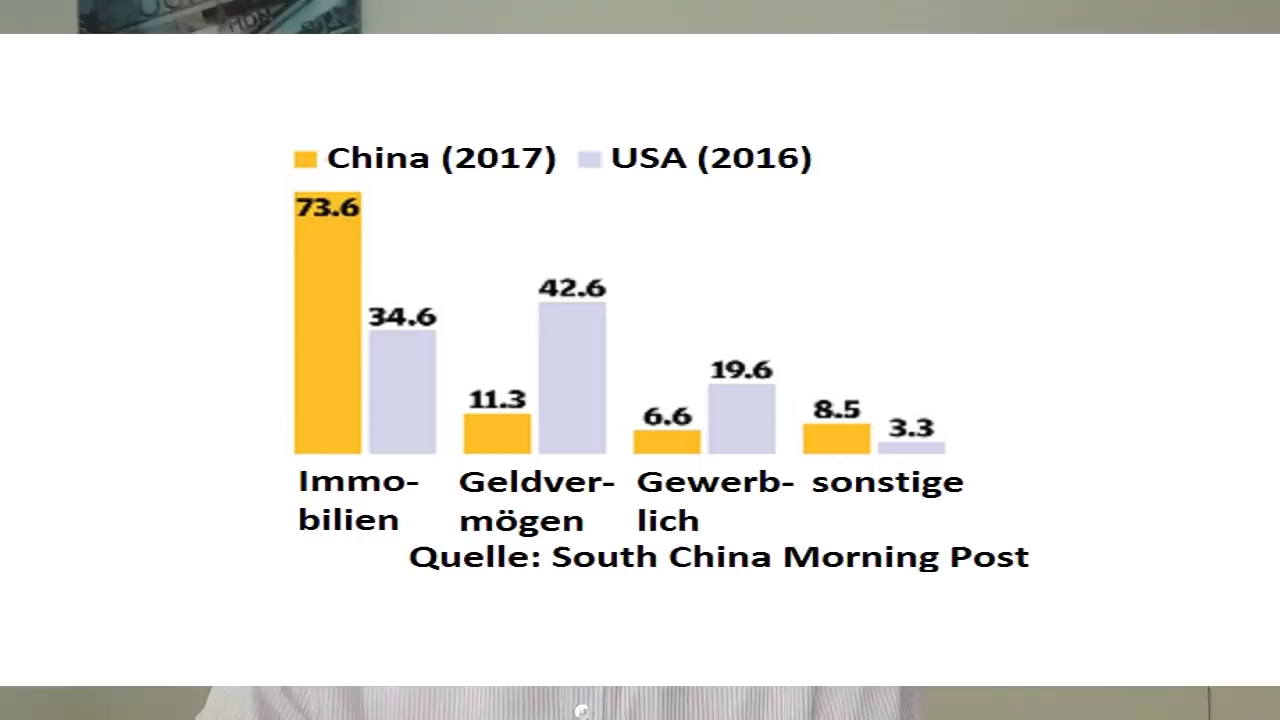 China (2017) USA (2016)
73.6
34.6
11.3
42.6
6.6
19.6
8.5
3.3
Immo-
bilien
Geldver-
mögen
Gewerb-
lich
sonstige
Quelle: South China Morning Post